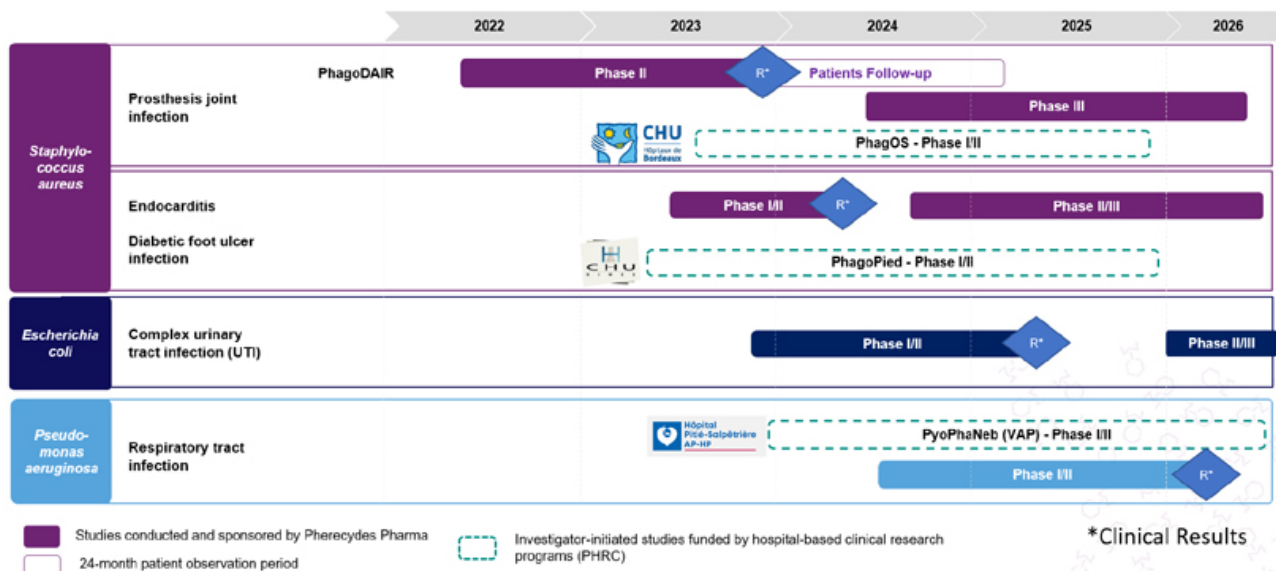 2022 2023 2024 2025 2026
PhagoDAIR Phase II R* Patients Follow-up
Staphylo-
coccus
aureus
Prosthesis joint
infection
Phase III
CHU
Hôpitaux de
Bordeaux
PhagOS - Phase I/II
Endocarditis
Phase I/II R* Phase II/III
Diabetic foot ulcer
infection
CHU
PhagoPied - Phase I/II
Escherichia
coli
Complex urinary
tract infection (UTI)
Phase I/II R* Phase II/III
Pseudo-
monas
aeruginosa
Respiratory tract
infection
Hôpital
Pitié-Salpêtrière
AP-HP
PyoPhaNeb (VAP) - Phase I/II
Phase I/II R*
Studies conducted and sponsored by Pherecydes Pharma
24-month patient observation period
Investigator-initiated studies funded by hospital-based clinical research
programs (PHRC)
*Clinical Results